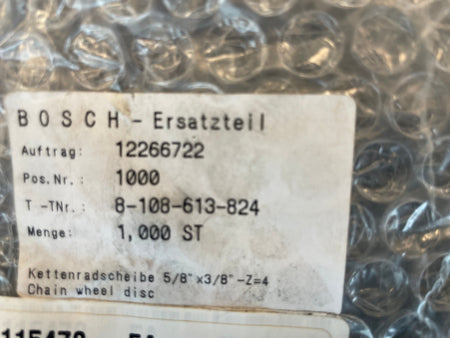 BOSCH - Ersatzteil
Auftrag: 12266722
Pos.Nr.: 1000
T -TNr.: 8-108-613-824
Menge: 1,000 ST
Kettenradscheibe 5/8"x3/8"-Z=4
Chain wheel disc